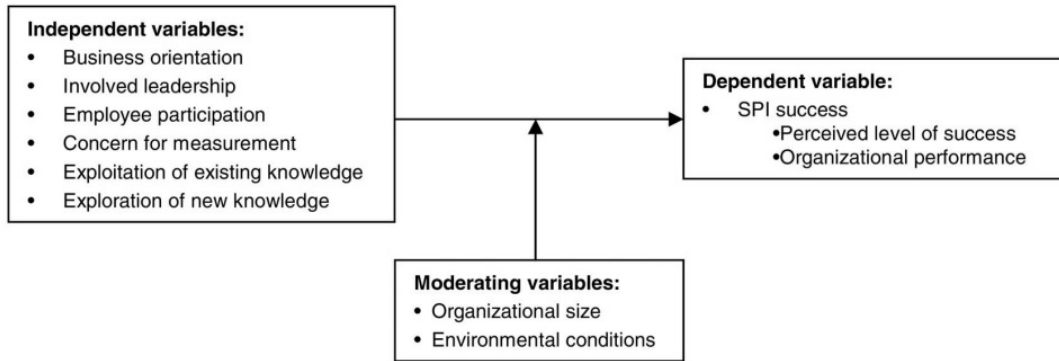 Independent variables:
• Business orientation
• Involved leadership
• Employee participation
• Concern for measurement
• Exploitation of existing knowledge
• Exploration of new knowledge
Dependent variable:
• SPI success
•Perceived level of success
•Organizational performance
Moderating variables:
• Organizational size
• Environmental conditions